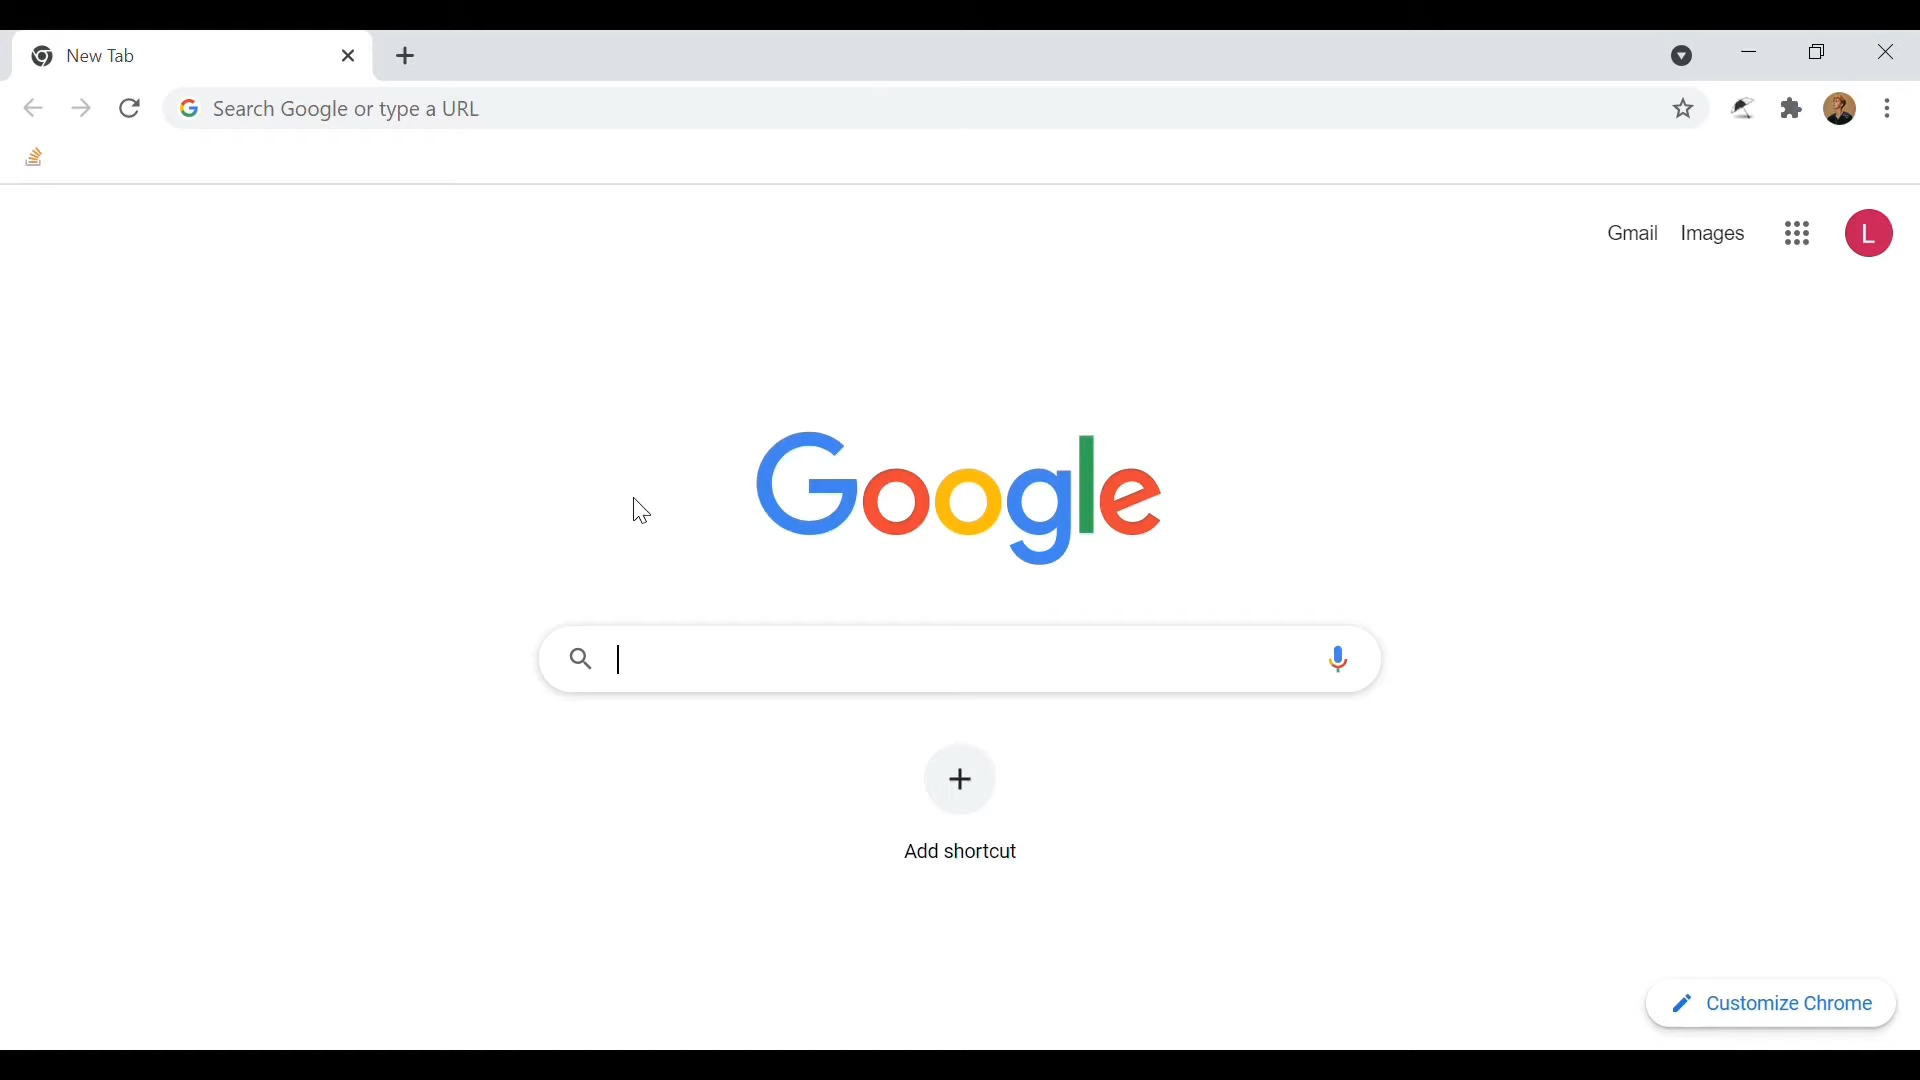 New Tab
Search Google or type a URL
Gmail Images
L
Google
Add shortcut
Customize Chrome